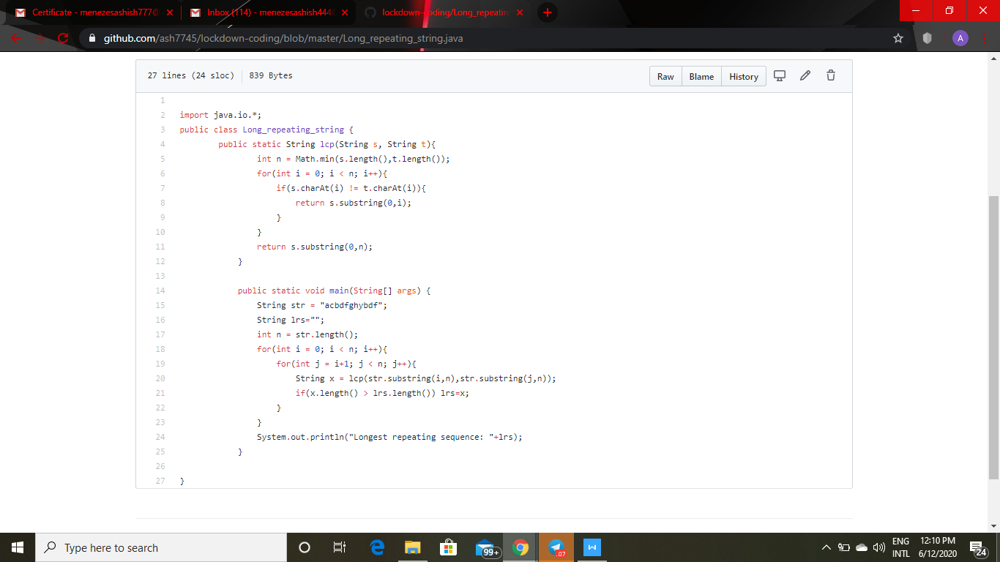 Certificate - menezesashish777@
Inbox (114) - menezesashish444
lockdown-coding/Long_repeatin
github.com/ash7745/lockdown-coding/blob/master/Long_repeating_string.java
A
27 lines (24 sloc) 839 Bytes
Raw Blame History
1
2 import java.io.*;
3 public class Long_repeating_string {
4 public static String lcp(String s, String t){
5 int n = Math.min(s.length(),t.length());
6 for(int i = 0; i < n; i++){
7 if(s.charAt(i) != t.charAt(i)){
8 return s.substring(0,i);
9 }
10 }
11 return s.substring(0,n);
12 }
13
14 public static void main(String[] args) {
15 String str = "acbdfghybdf";
16 String lrs="";
17 int n = str.length();
18 for(int i = 0; i < n; i++){
19 for(int j = i+1; j < n; j++){
20 String x = lcp(str.substring(i,n),str.substring(j,n));
21 if(x.length() > lrs.length()) lrs=x;
22 }
23 }
24 System.out.println("Longest repeating sequence: "+lrs);
25 }
26
27 }
Type here to search
99+
.07
W
ENG
INTL
12:10 PM
6/12/2020
24